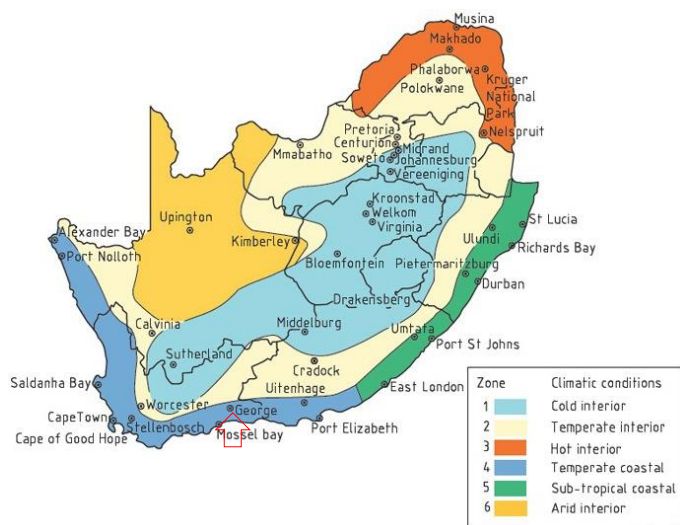 Musina
Makhado
Phalaborwa
Polokwane
Kruger
National
Park
Pretoria
Centurion
Nelspruit
Mmabatho
Midrand
Soweto
Johannesburg
Vereeniging
Kroonstad
Upington
Welkom
St Lucia
Alexander Bay
Virginia
Ulundi
Kimberley
Richards Bay
Port Nolloth
Bloemfontein
Pietermaritzburg
Durban
Drakensberg
Calvinia
Middelburg
Umtata
Port St Johns
Sutherland
Cradock
Saldanha Bay
Uitenhage
East London
Worcester
George
CapeTown
Stellenbosch
Port Elizabeth
Cape of Good Hope
Mossel bay
Zone Climatic conditions
1 Cold interior
2 Temperate interior
3 Hot interior
4 Temperate coastal
5 Sub-tropical coastal
6 Arid interior